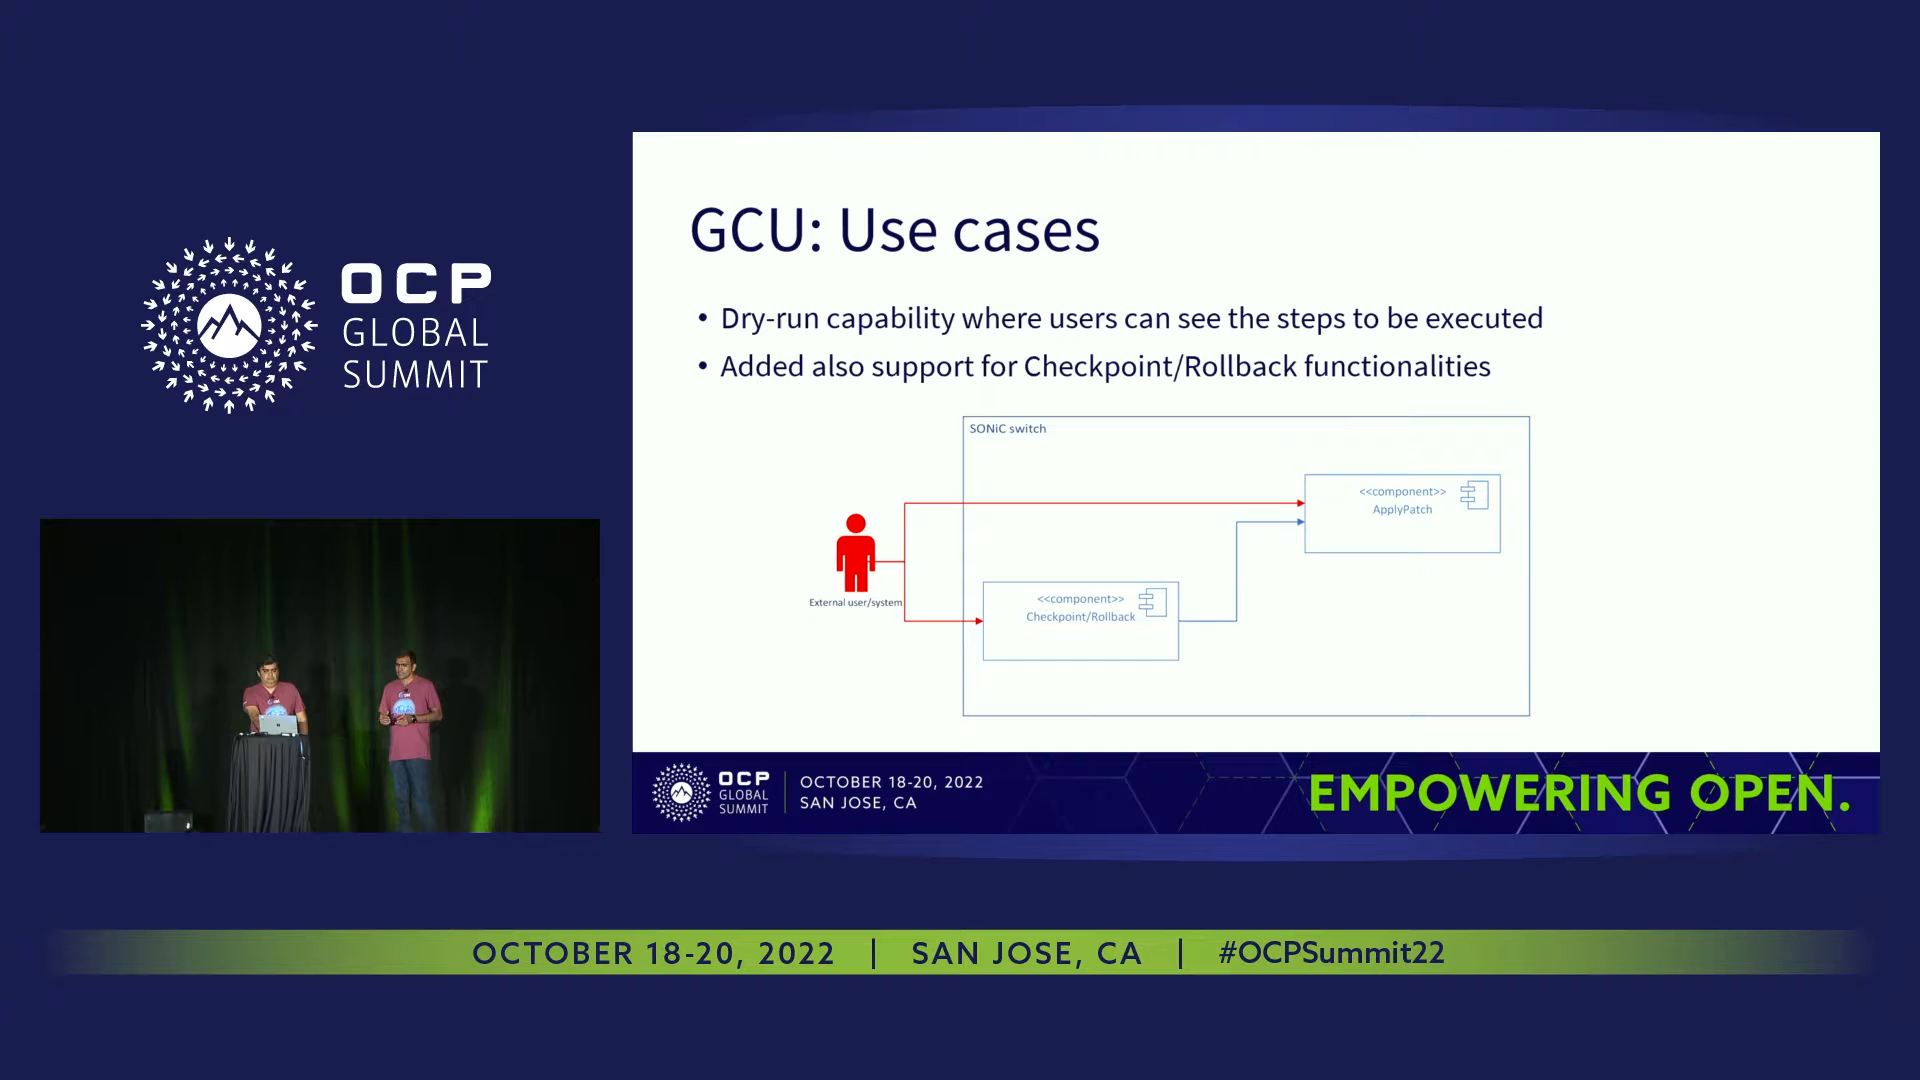 OCP
GLOBAL
SUMMIT
GCU: Use cases
• Dry-run capability where users can see the steps to be executed
• Added also support for Checkpoint/Rollback functionalities
SONiC switch
<<component>>
ApplyPatch
External user/system
<<component>>
Checkpoint/Rollback
OCP
GLOBAL
SUMMIT
OCTOBER 18-20, 2022
SAN JOSE, CA
EMPOWERING OPEN.
OCTOBER 18-20, 2022 | SAN JOSE, CA | #OCPSummit22